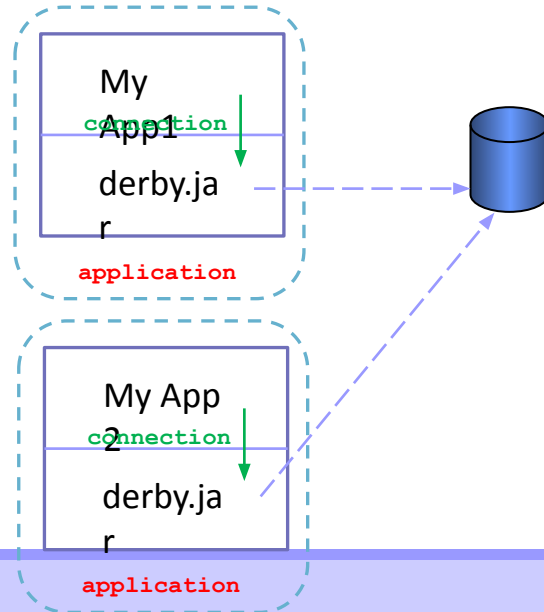 My
connection
App1
derby.ja
r
application
My App
connection
2
derby.ja
r
application